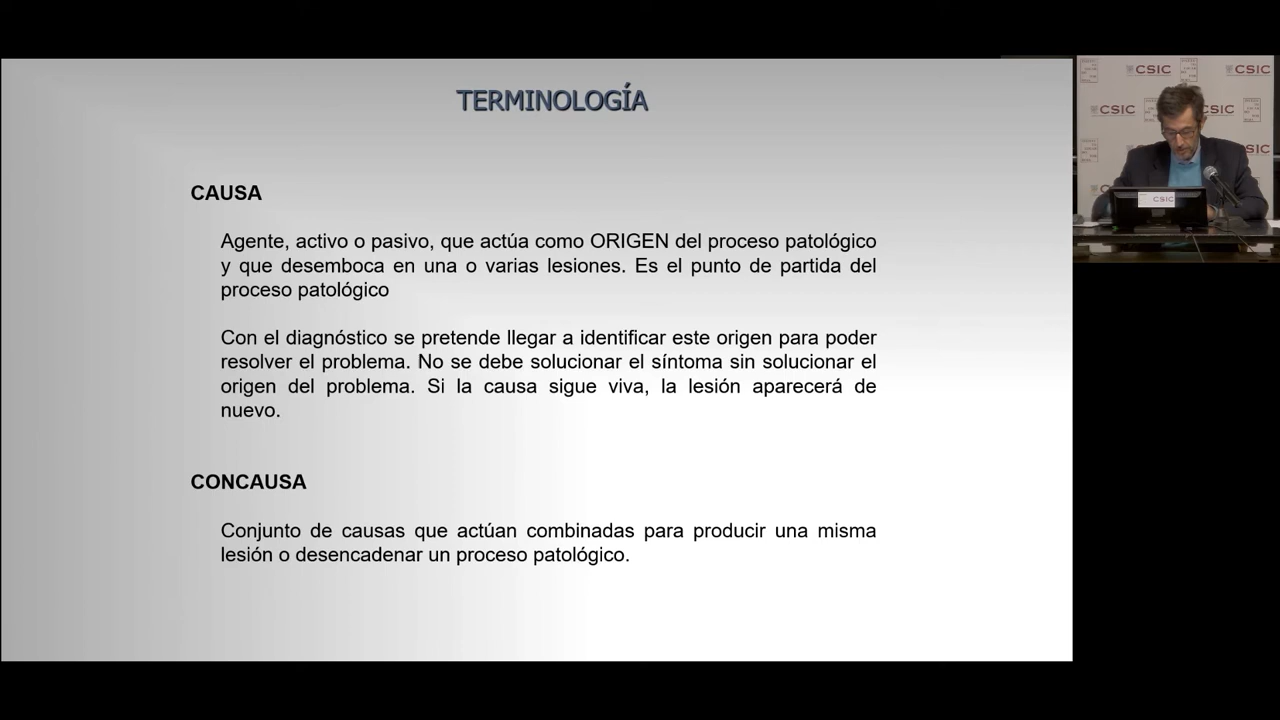 TERMINOLOGÍA
CAUSA
Agente, activo o pasivo, que actúa como ORIGEN del proceso patológico
y que desemboca en una o varias lesiones. Es el punto de partida del
proceso patológico
Con el diagnóstico se pretende llegar a identificar este origen para poder
resolver el problema. No se debe solucionar el síntoma sin solucionar el
origen del problema. Si la causa sigue viva, la lesión aparecerá de
nuevo.
CONCAUSA
Conjunto de causas que actúan combinadas para producir una misma
lesión o desencadenar un proceso patológico.
CSIC
CSIC
CSIC
CSIC
CSIC